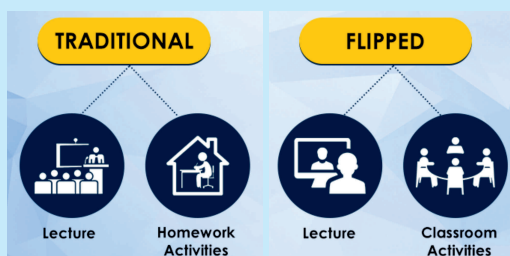 TRADITIONAL
Lecture
Homework
Activities
FLIPPED
Lecture
Classroom
Activities